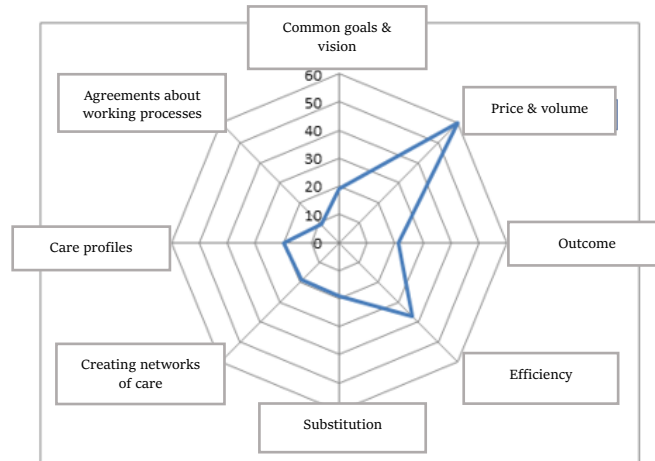 Common goals &
vision
Agreements about
working processes
Price & volume
60
50
40
30
20
10
0
Care profiles
Outcome
Creating networks
of care
Efficiency
Substitution